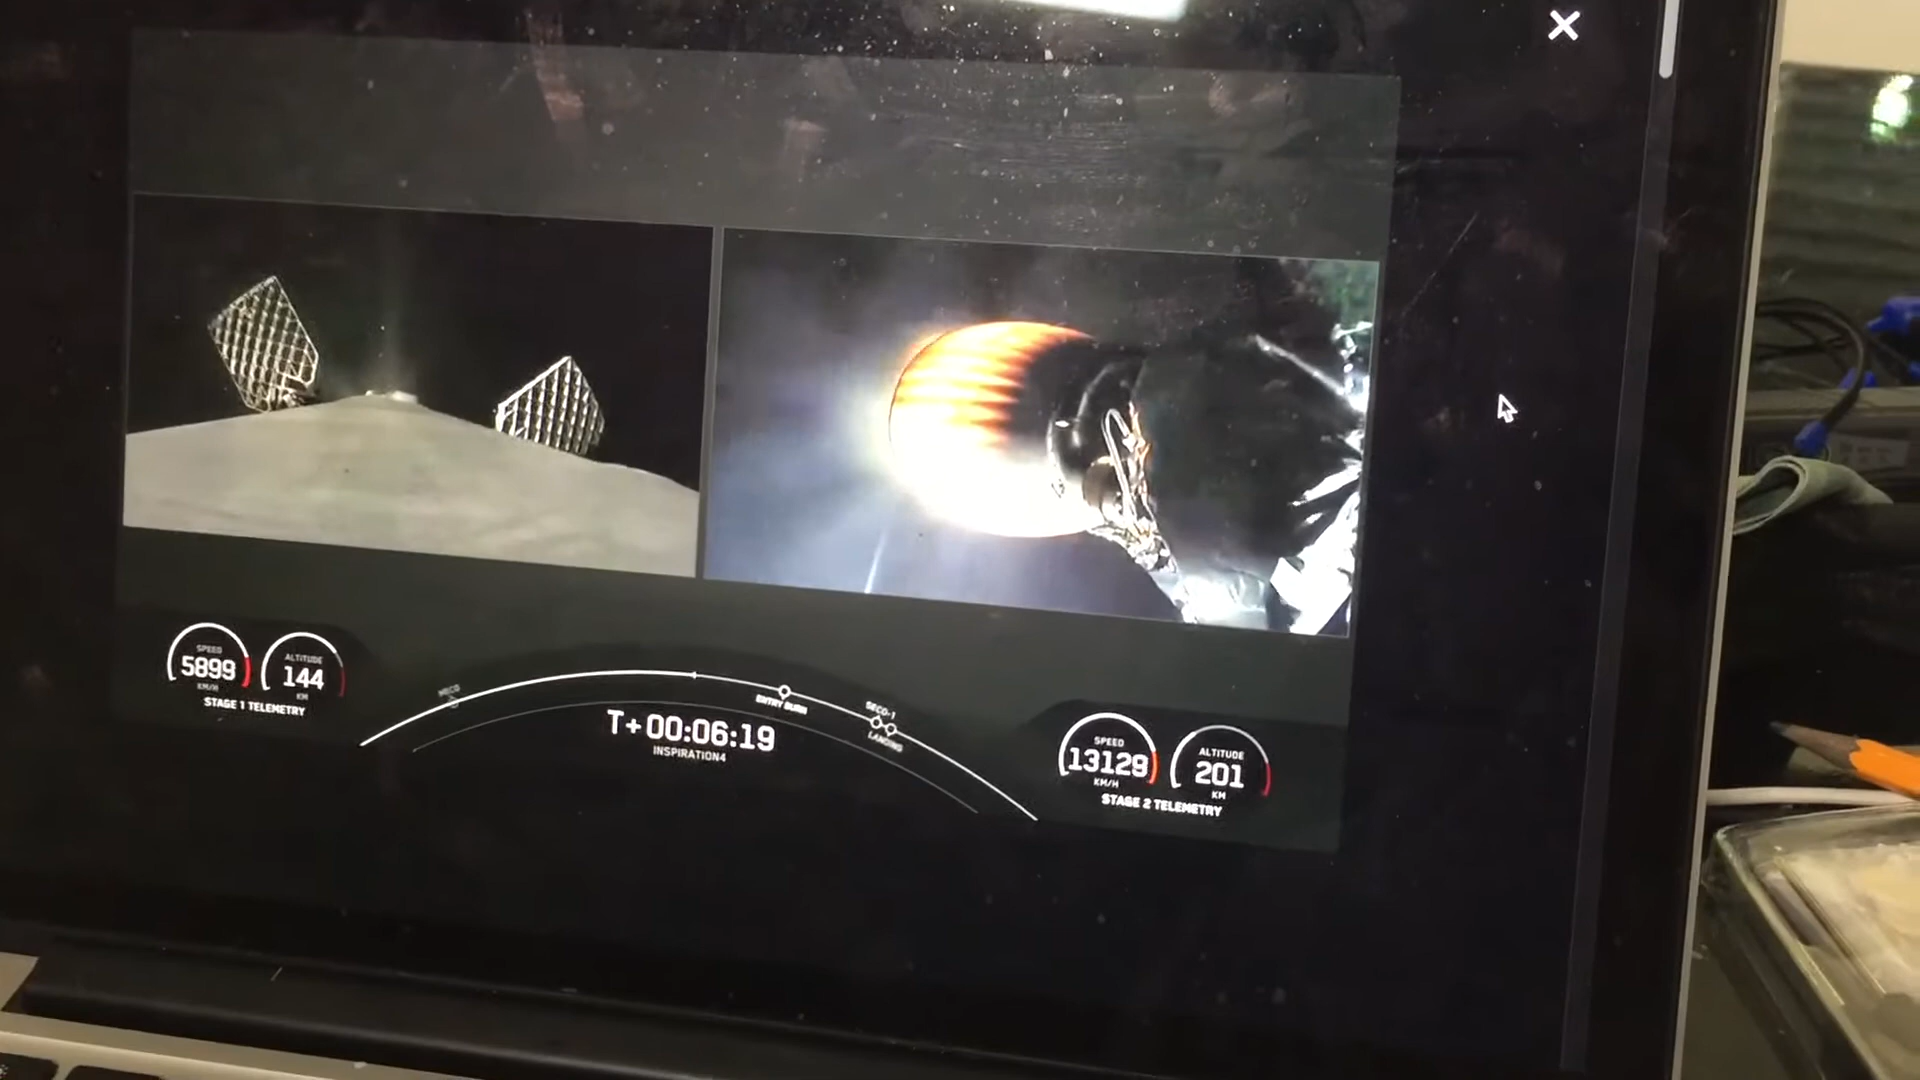 SPEED
5899
KM/H
ALTITUDE
144
KM
STAGE 1 TELEMETRY
MECO
ENTRY BURN
SECO-1
LANDING
T+00:06:19
INSPIRATION4
SPEED
13129
KM/H
ALTITUDE
201
KM
STAGE 2 TELEMETRY